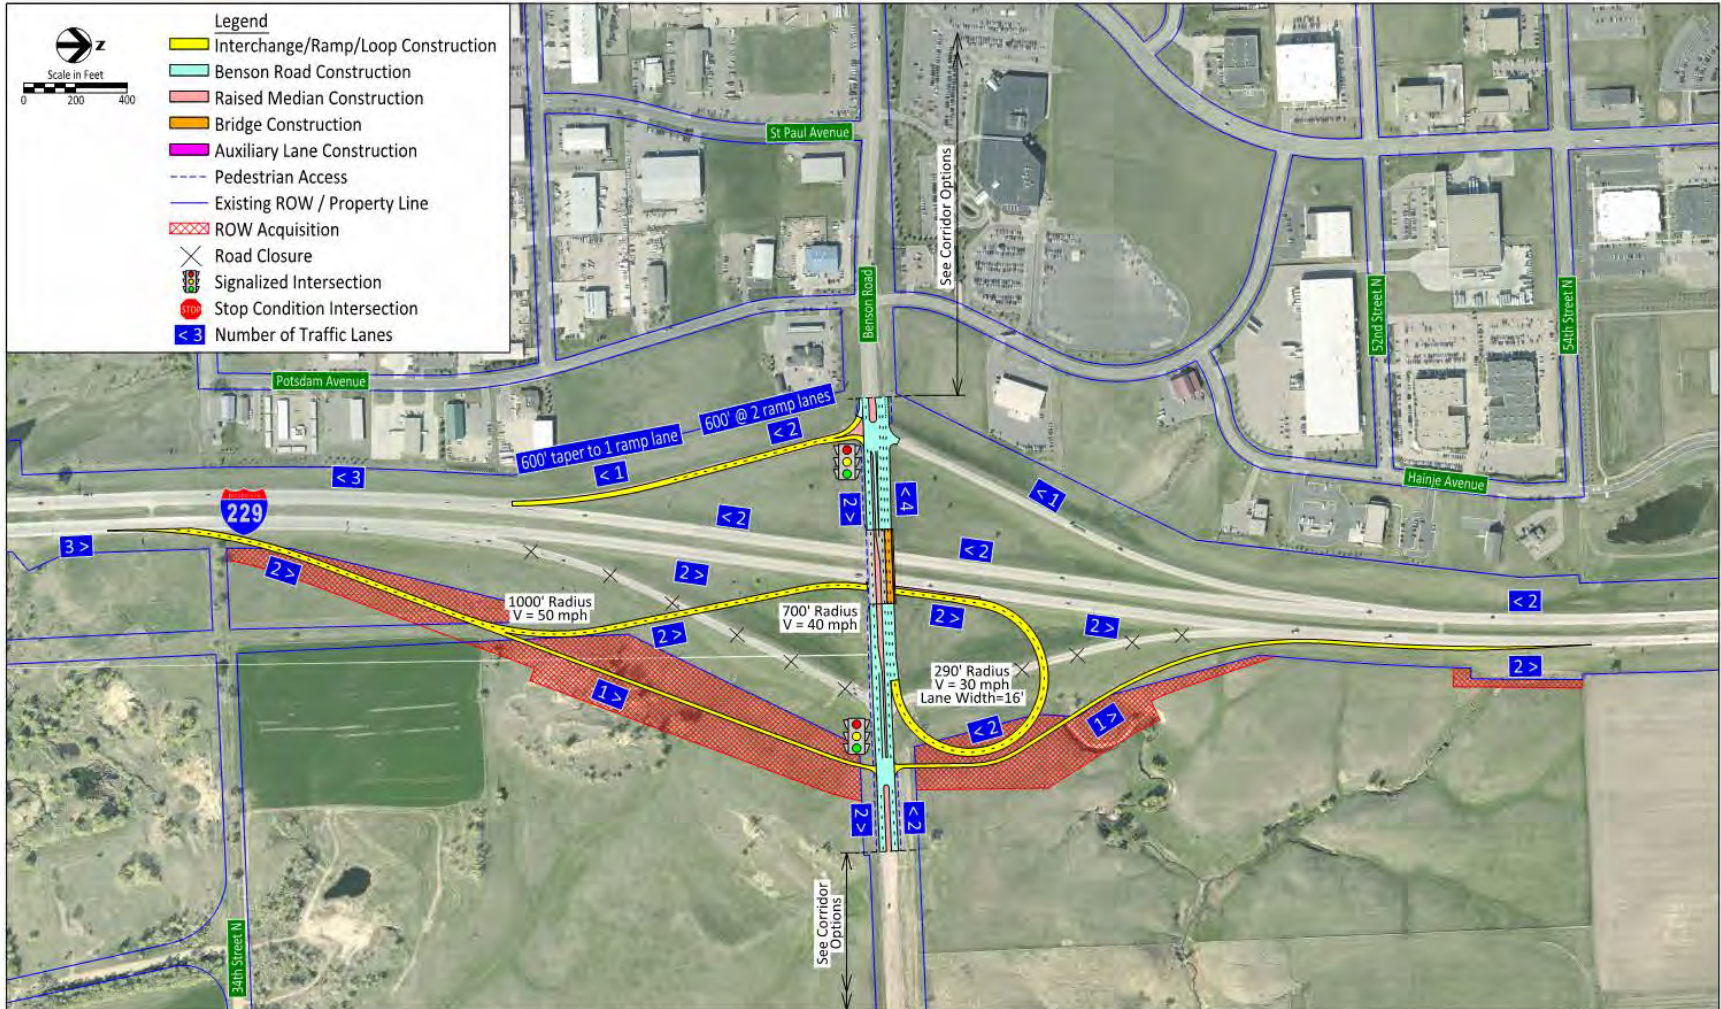 Legend
Z
Scale in Feet
0 200 400
Interchange/Ramp/Loop Construction
Benson Road Construction
Raised Median Construction
Bridge Construction
Auxiliary Lane Construction
Pedestrian Access
Existing ROW / Property Line
ROW Acquisition
Road Closure
Signalized Intersection
STOP
Stop Condition Intersection
< 3
Number of Traffic Lanes
St Paul Avenue
See Corridor Options
Benson Road
52nd Street N
54th Street N
Potsdam Avenue
600' taper to 1 ramp lane
600' @ 2 ramp lanes
< 2
< 1
< 3
Hainje Avenue
229
2 >
< 4
< 1
< 2
< 2
3 >
2 >
2 >
1000' Radius
V = 50 mph
700' Radius
V = 40 mph
2 >
2 >
2 >
< 2
2 >
290' Radius
V = 30 mph
Lane Width=16'
1 >
< 2
1 >
2 >
< 2
See Corridor
Options
34th Street N